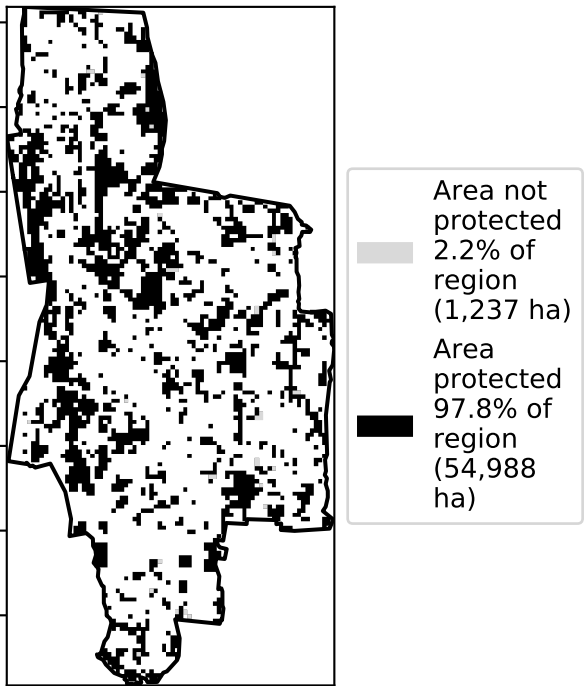 Area not
protected
2.2% of
region
(1,237 ha)
Area
protected
97.8% of
region
(54,988
ha)